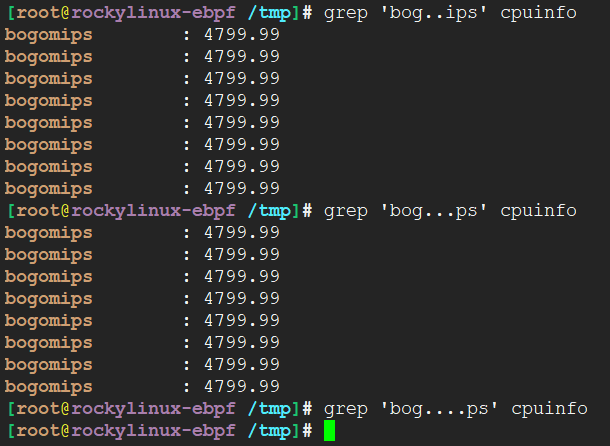 [root@rockylinux-ebpf /tmp]# grep 'bog..ips' cpuinfo
bogomips        : 4799.99
bogomips        : 4799.99
bogomips        : 4799.99
bogomips        : 4799.99
bogomips        : 4799.99
bogomips        : 4799.99
bogomips        : 4799.99
bogomips        : 4799.99
[root@rockylinux-ebpf /tmp]# grep 'bog...ps' cpuinfo
bogomips        : 4799.99
bogomips        : 4799.99
bogomips        : 4799.99
bogomips        : 4799.99
bogomips        : 4799.99
bogomips        : 4799.99
bogomips        : 4799.99
bogomips        : 4799.99
[root@rockylinux-ebpf /tmp]# grep 'bog....ps' cpuinfo
[root@rockylinux-ebpf /tmp]#